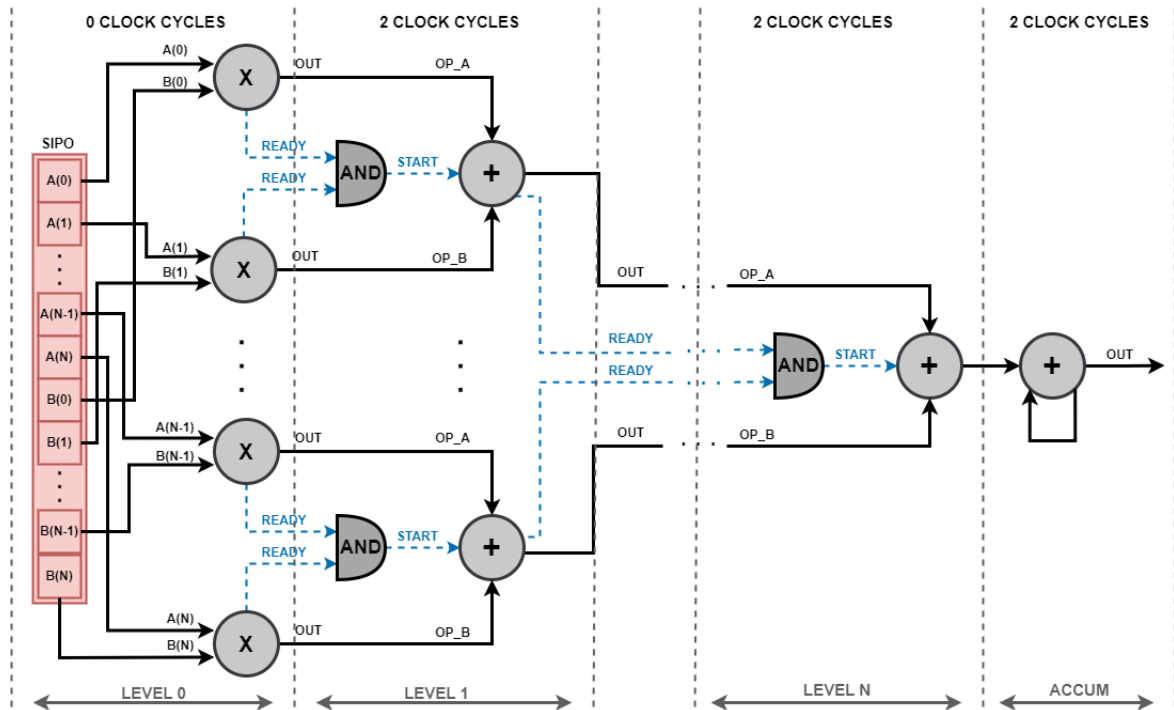 0 CLOCK CYCLES
2 CLOCK CYCLES
2 CLOCK CYCLES
2 CLOCK CYCLES
A(0)
B(0)
X
OUT
OP_A
SIPO
A(0)
A(1)
A(N-1)
A(N)
B(0)
B(1)
B(N-1)
B(N)
READY
READY
AND
START
+
A(1)
B(1)
X
OUT
OP_B
OUT
OP_A
READY
READY
AND
START
+
+
OUT
OUT
OP_B
A(N-1)
B(N-1)
X
OUT
OP_A
READY
READY
AND
START
+
A(N)
B(N)
X
OUT
OP_B
LEVEL 0
LEVEL 1
LEVEL N
ACCUM